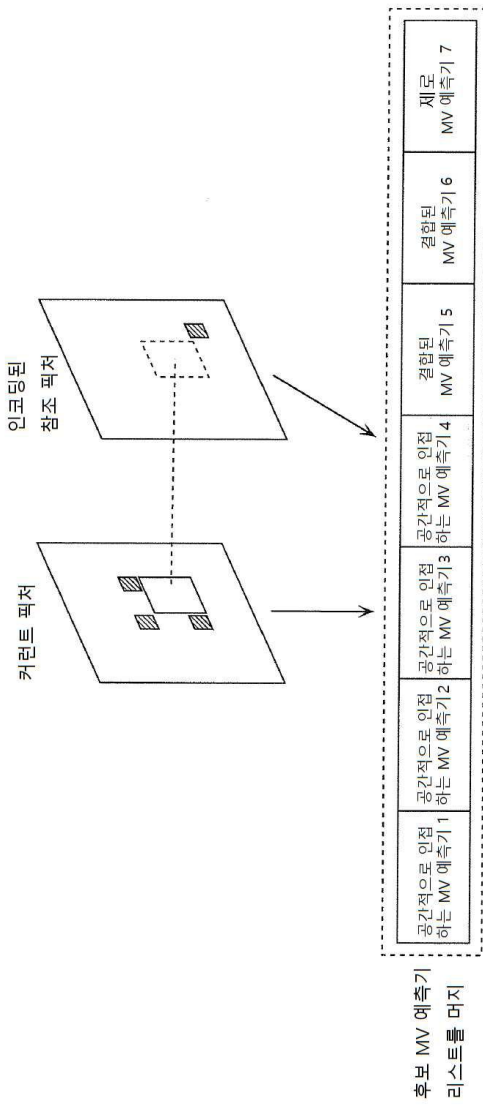 커런트 픽처
인코딩된
참조 픽처
후보 MV 예측기
리스트를 머지
공간적으로 인접
하는 MV 예측기 1
공간적으로 인접
하는 MV 예측기2
공간적으로 인접
하는 MV 예측기3
공간적으로 인접
하는 MV 예측기 4
결합된
MV 예측기 5
결합된
MV 예측기 6
제로
MV 예측기 7